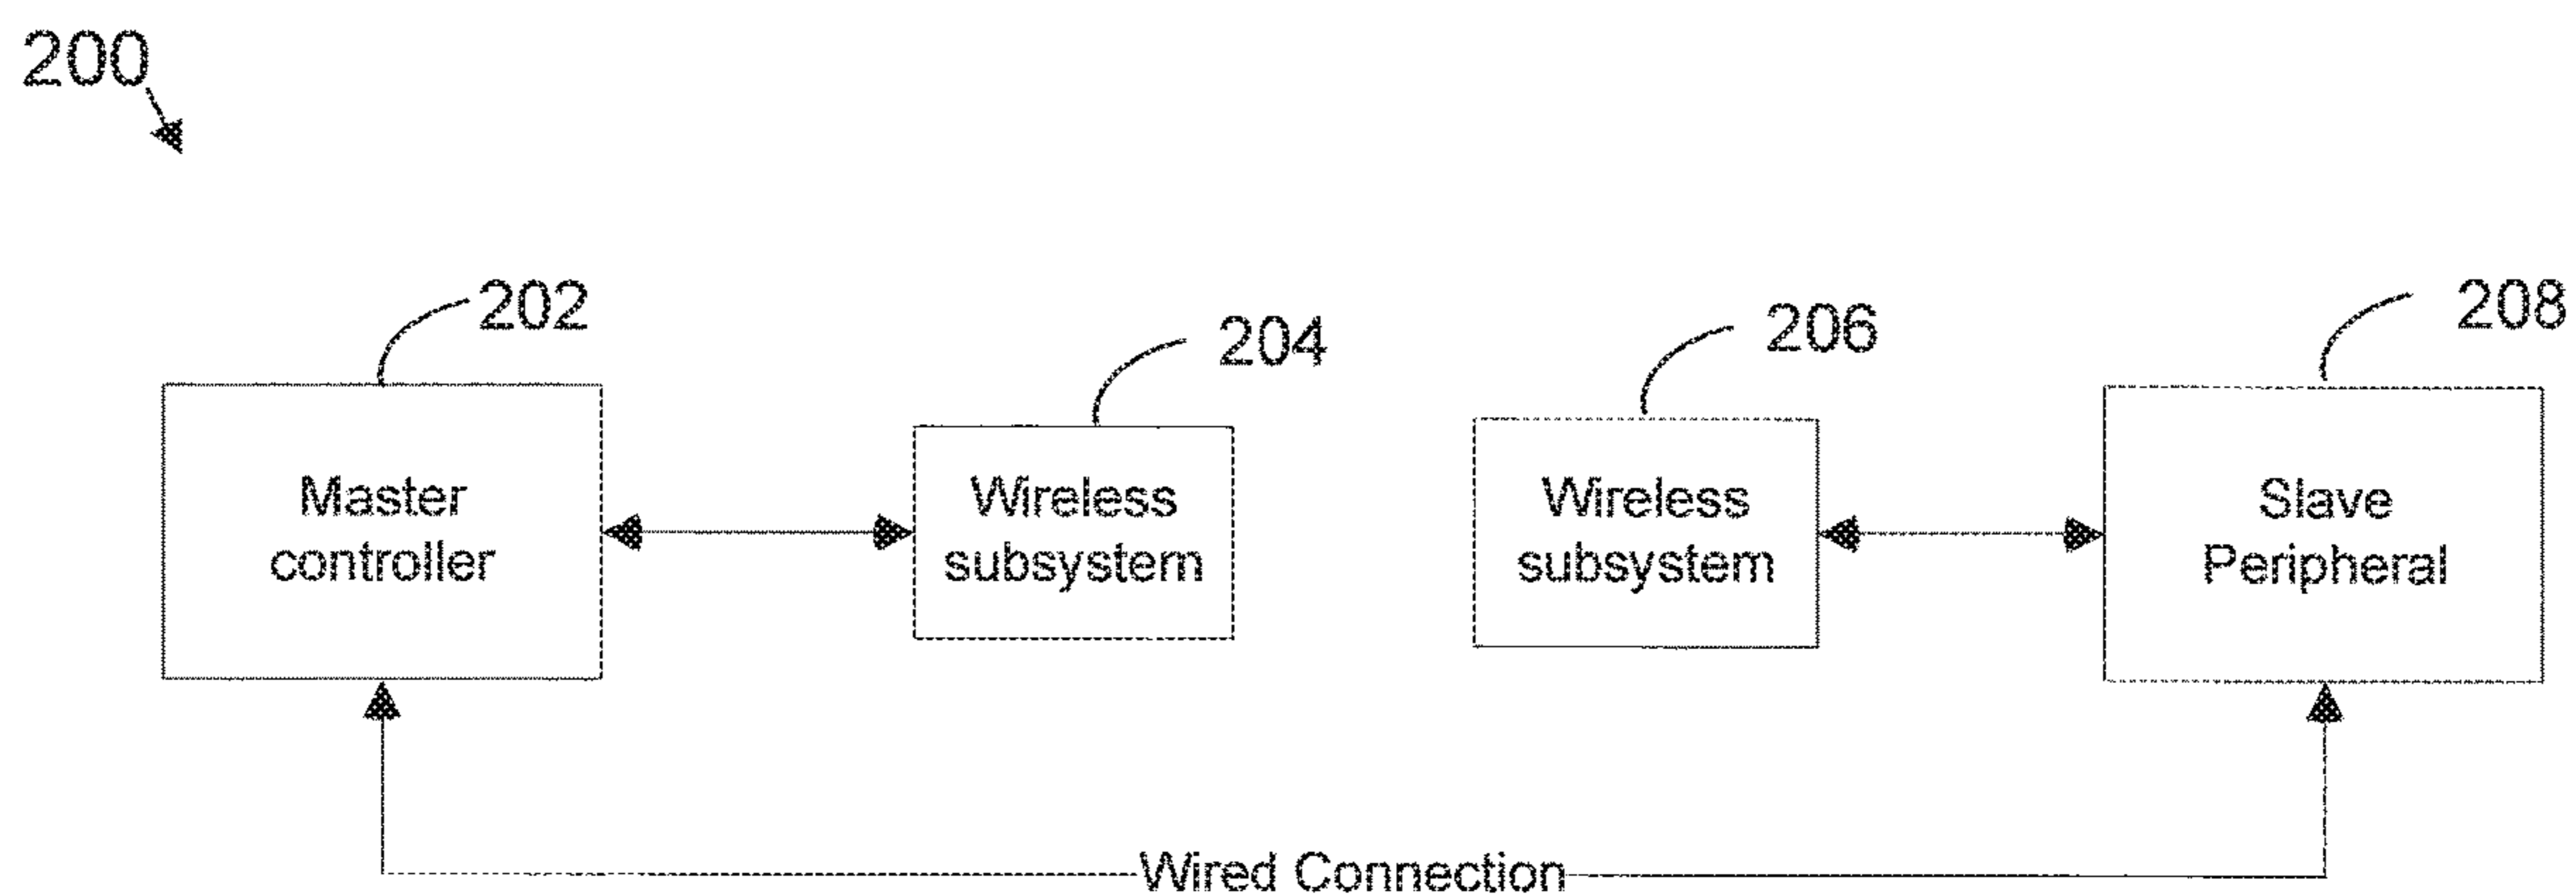 200
202
204
206
208
Master
controller
Wireless
subsystem
Wireless
subsystem
Slave
Peripheral
Wired Connection